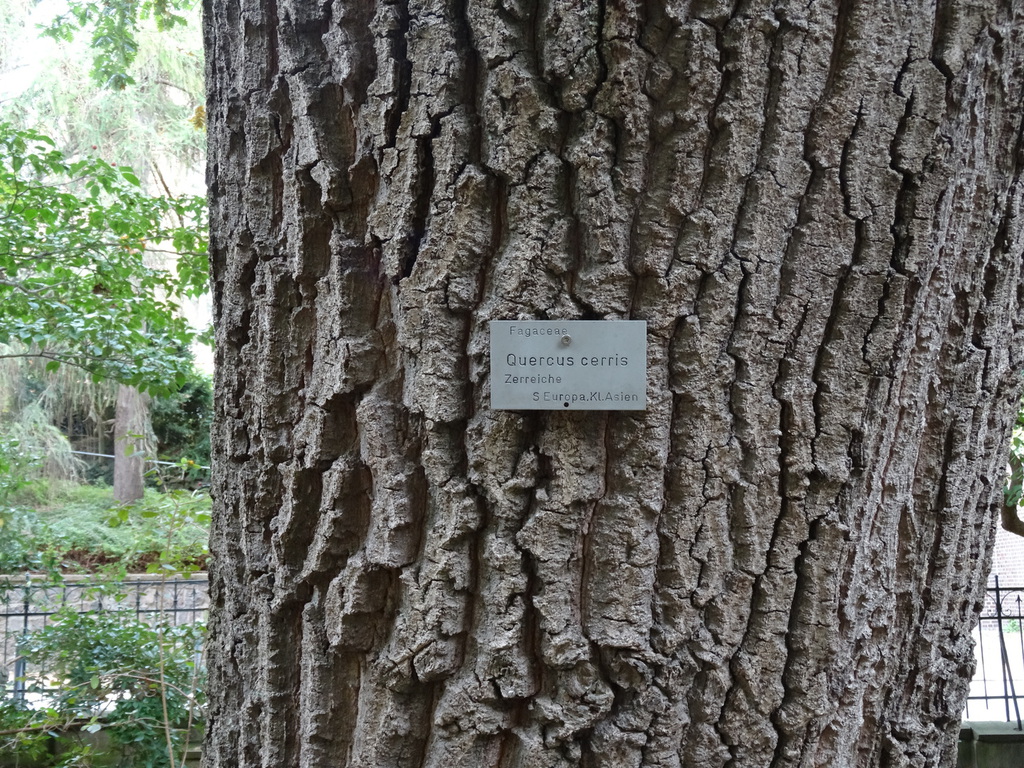 Fagaceae
Quercus cerris
Zerreiche
S Europa,Kl.Asien